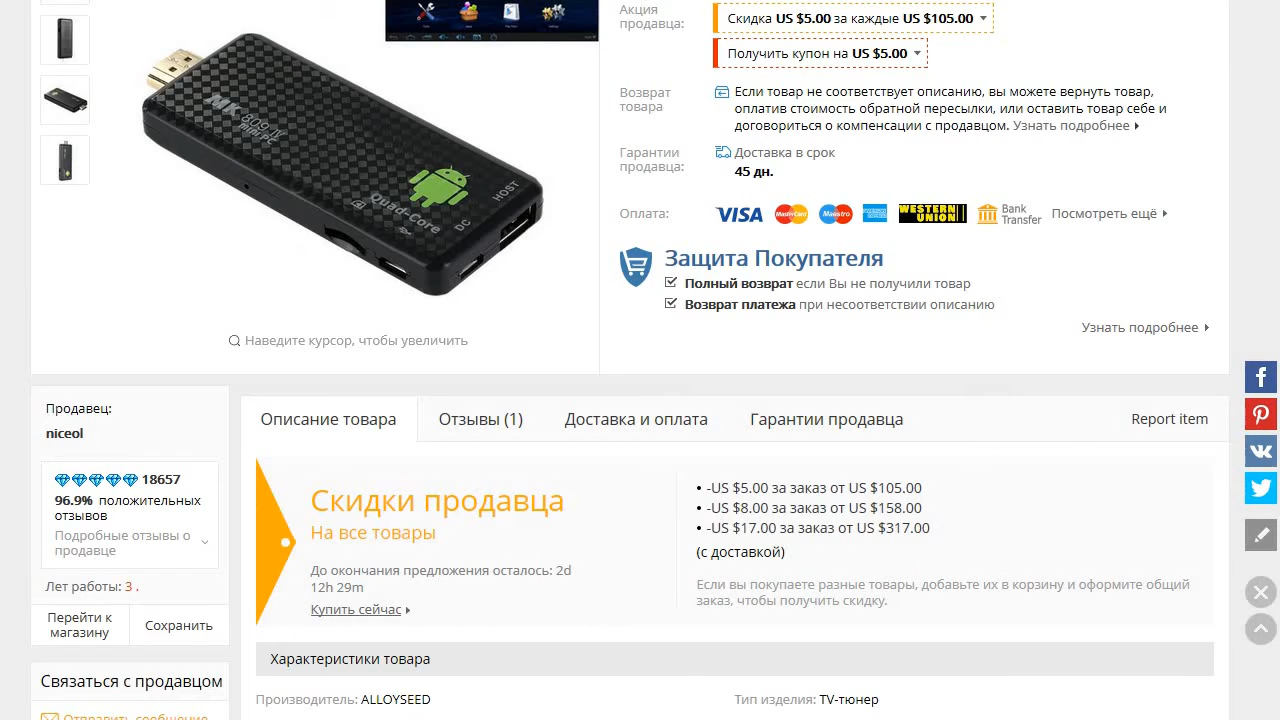 Акция продавца:
Скидка US $5.00 за каждые US $105.00
Получить купон на US $5.00
Возврат товара
Если товар не соответствует описанию, вы можете вернуть товар,
оплатив стоимость обратной пересылки, или оставить товар себе и
договориться о компенсации с продавцом. Узнать подробнее
Гарантии продавца:
Доставка в срок
45 дн.
Оплата:
VISA MasterCard Maestro WESTERN UNION Bank Transfer Посмотреть ещё
Защита Покупателя
Полный возврат если Вы не получили товар
Возврат платежа при несоответствии описанию
Узнать подробнее
MK 809 IV
mini PC
Quad-Core
DC
HOST
Наведите курсор, чтобы увеличить
Продавец:
niceol
18657
96.9% положительных
отзывов
Подробные отзывы о
продавце
Лет работы: 3 .
Перейти к
магазину
Сохранить
Связаться с продавцом
Отправить сообщение
Описание товара
Отзывы (1)
Доставка и оплата
Гарантии продавца
Report item
Скидки продавца
На все товары
До окончания предложения осталось: 2d
12h 29m
Купить сейчас
• -US $5.00 за заказ от US $105.00
• -US $8.00 за заказ от US $158.00
• -US $17.00 за заказ от US $317.00
(с доставкой)
Если вы покупаете разные товары, добавьте их в корзину и оформите общий
заказ, чтобы получить скидку.
Характеристики товара
Производитель: ALLOYSEED
Тип изделия: TV-тюнер